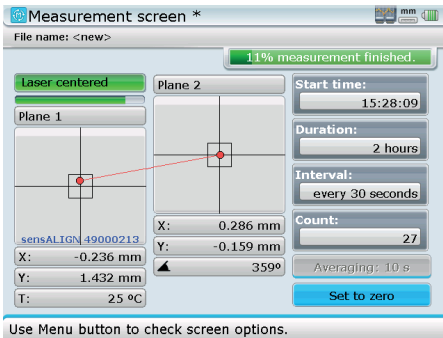 Measurement screen *
mm
File name: <new>
11% measurement finished.
Laser centered
Plane 1
sensALIGN 49000213
X: -0.236 mm
Y: 1.432 mm
T: 25 ºC
Plane 2
X: 0.286 mm
Y: -0.159 mm
359º
Start time:
15:28:09
Duration:
2 hours
Interval:
every 30 seconds
Count:
27
Averaging: 10 s
Set to zero
Use Menu button to check screen options.